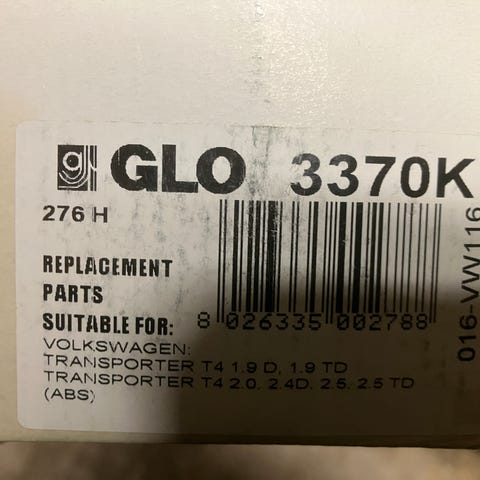 g GLO 3370K
276 H
REPLACEMENT
PARTS
SUITABLE FOR:
8 026335 002788
VOLKSWAGEN:
TRANSPORTER T4 1.9 D, 1.9 TD
TRANSPORTER T4 2.0, 2.4D, 2.5, 2.5 TD
(ABS)
016-VW116